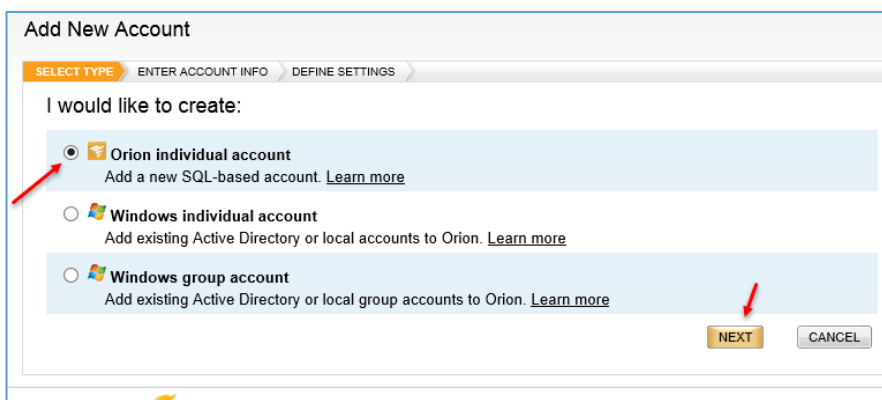 Add New Account
SELECT TYPE ENTER ACCOUNT INFO DEFINE SETTINGS
I would like to create:
Orion individual account
Add a new SQL-based account. Learn more
Windows individual account
Add existing Active Directory or local accounts to Orion. Learn more
Windows group account
Add existing Active Directory or local group accounts to Orion. Learn more
NEXT CANCEL